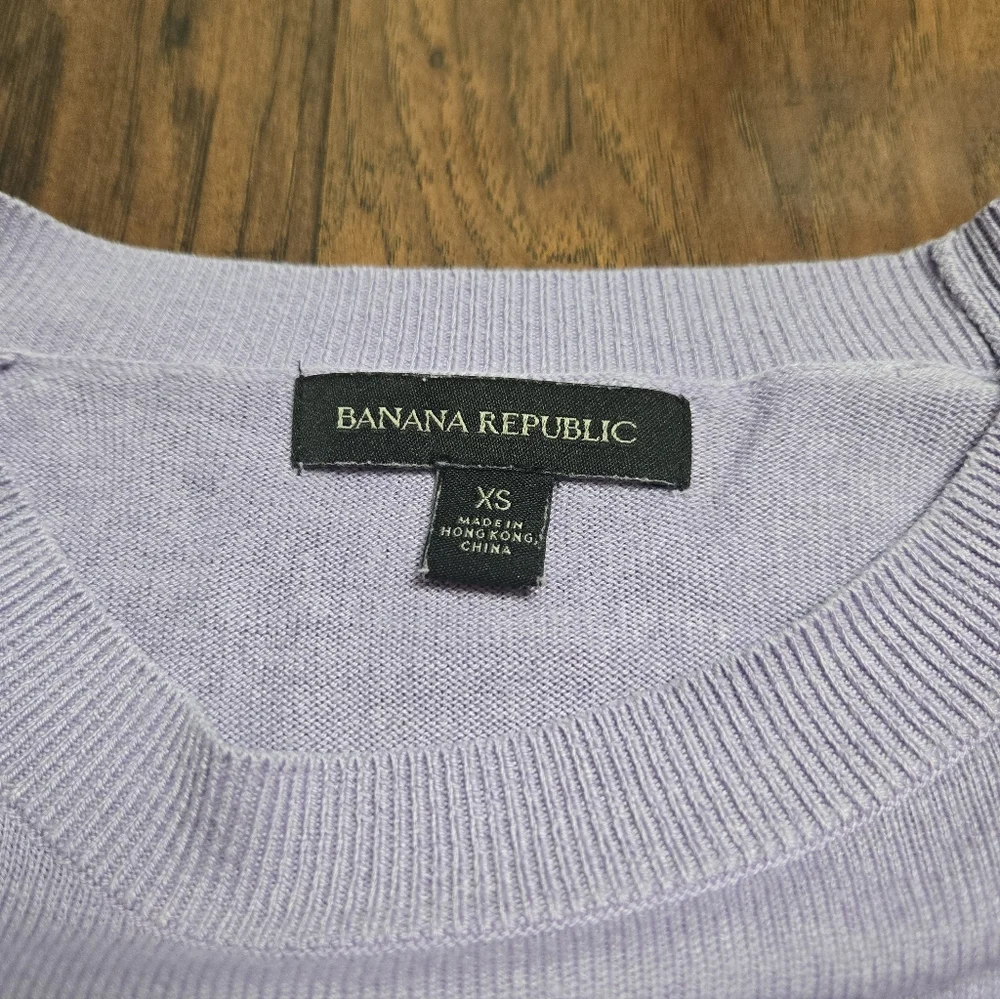 BANANA REPUBLIC
XS
MADE IN
HONG KONG,
CHINA